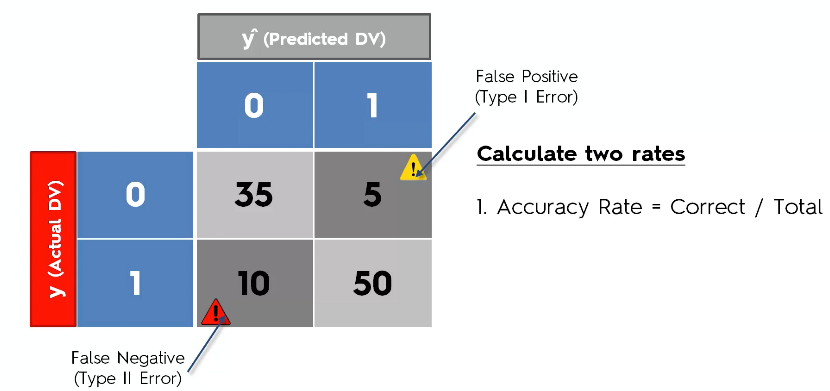 ŷ (Predicted DV)
False Positive
(Type I Error)
0 1
Calculate two rates
y (Actual DV)
0 35 5
!
1. Accuracy Rate = Correct / Total
1 10 50
!
False Negative
(Type II Error)